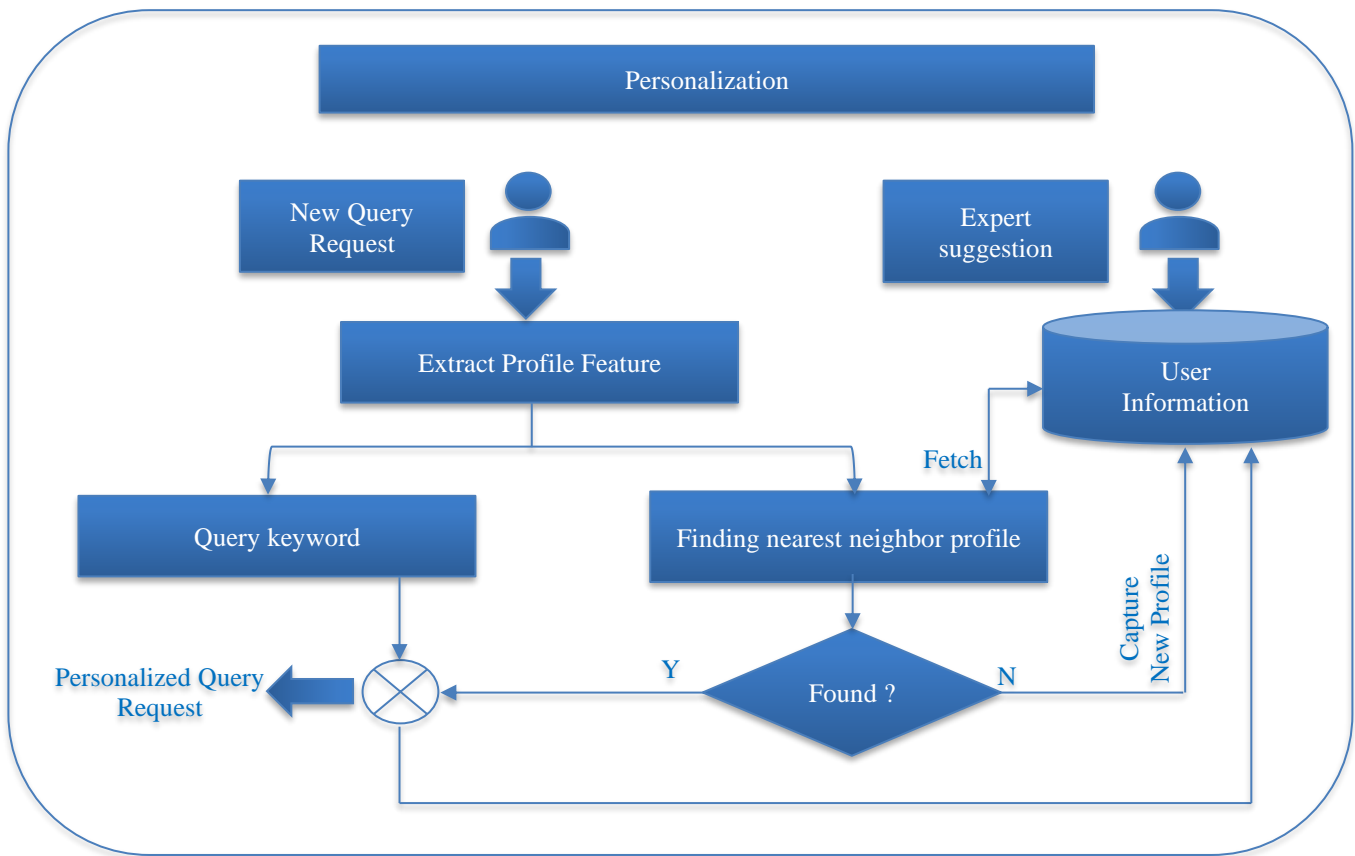 Personalization
New Query
Request
Expert
suggestion
Extract Profile Feature
User
Information
Fetch
Query keyword
Finding nearest neighbor profile
Capture
New Profile
Personalized Query
Request
Y
Found ?
N